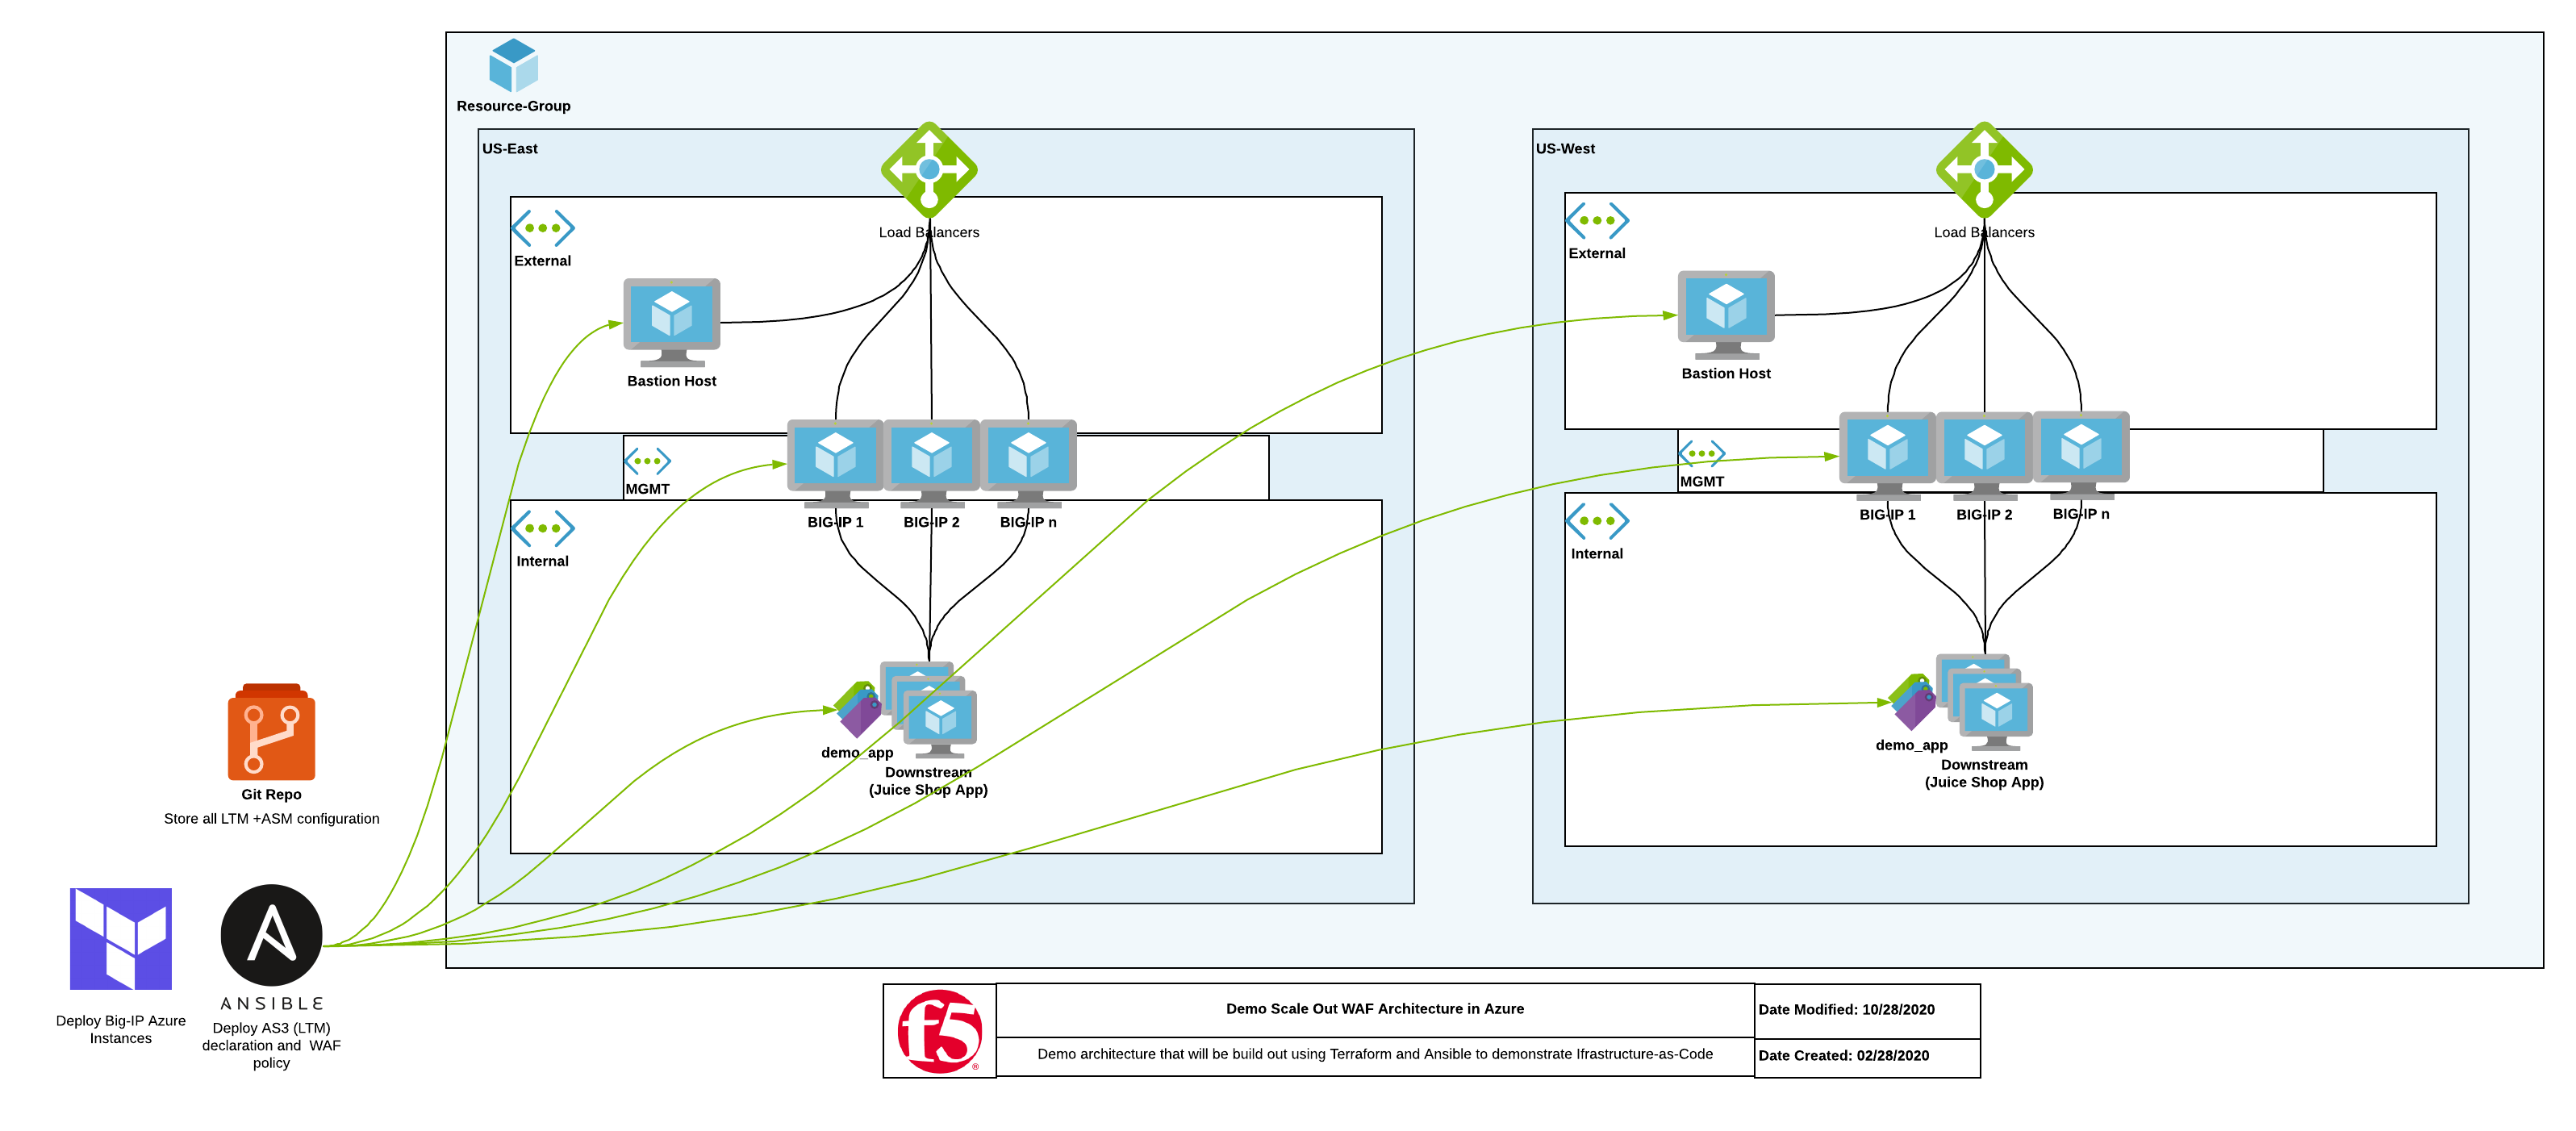 Resource-Group
US-East
Load Balancers
External
Bastion Host
MGMT
BIG-IP 1
BIG-IP 2
BIG-IP n
Internal
demo_app
Downstream
(Juice Shop App)
US-West
Load Balancers
External
Bastion Host
MGMT
BIG-IP 1
BIG-IP 2
BIG-IP n
Internal
demo_app
Downstream
(Juice Shop App)
Git Repo
Store all LTM +ASM configuration
Deploy Big-IP Azure
Instances
ANSIBLE
Deploy AS3 (LTM)
declaration and WAF
policy
f5
®
Demo Scale Out WAF Architecture in Azure
Demo architecture that will be build out using Terraform and Ansible to demonstrate Ifrastructure-as-Code
Date Modified: 10/28/2020
Date Created: 02/28/2020